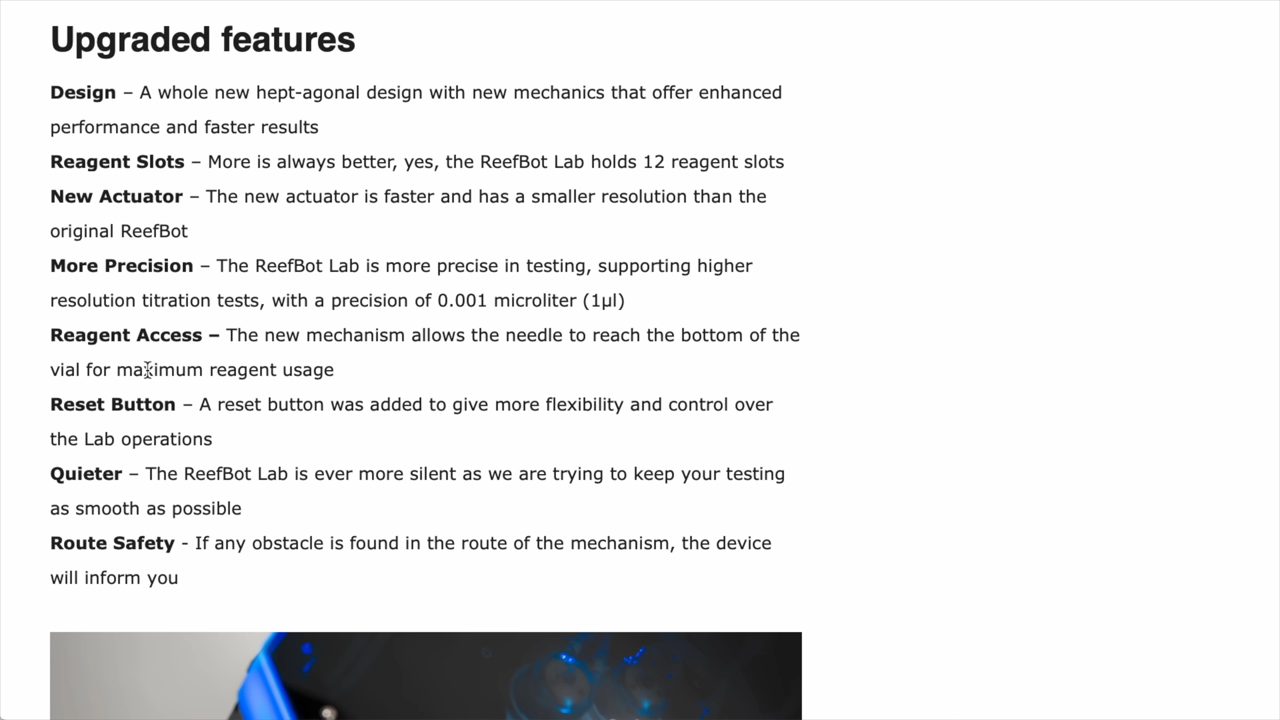 Upgraded features
Design – A whole new hept-agonal design with new mechanics that offer enhanced
performance and faster results
Reagent Slots – More is always better, yes, the ReefBot Lab holds 12 reagent slots
New Actuator – The new actuator is faster and has a smaller resolution than the
original ReefBot
More Precision – The ReefBot Lab is more precise in testing, supporting higher
resolution titration tests, with a precision of 0.001 microliter (1µl)
Reagent Access – The new mechanism allows the needle to reach the bottom of the
vial for maximum reagent usage
Reset Button – A reset button was added to give more flexibility and control over
the Lab operations
Quieter – The ReefBot Lab is ever more silent as we are trying to keep your testing
as smooth as possible
Route Safety - If any obstacle is found in the route of the mechanism, the device
will inform you